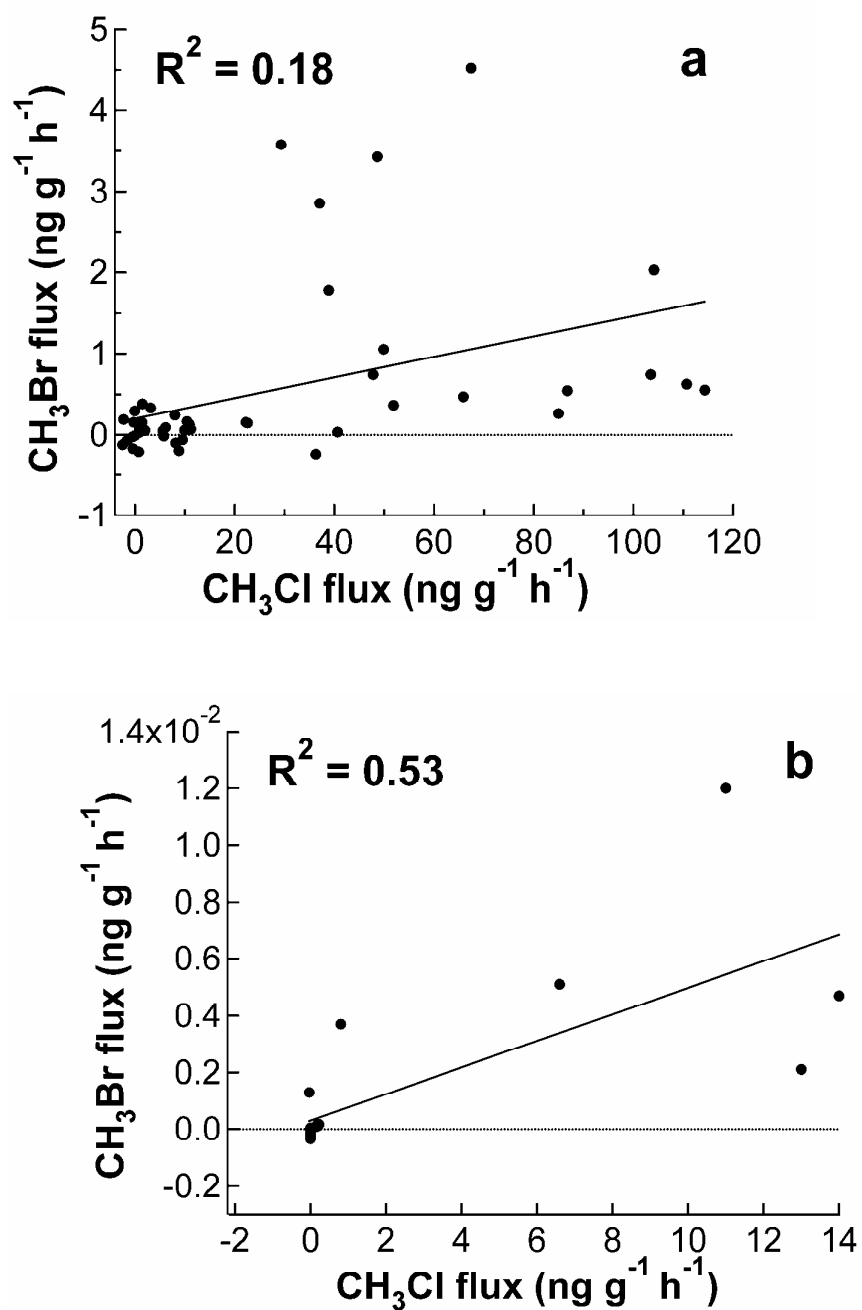 R² = 0.18
a
5
4
3
2
1
0
-1
CH₃Br flux (ng g⁻¹ h⁻¹)
0 20 40 60 80 100 120
CH₃Cl flux (ng g⁻¹ h⁻¹)
R² = 0.53
b
1.4x10⁻²
1.2
1.0
0.8
0.6
0.4
0.2
0.0
-0.2
CH₃Br flux (ng g⁻¹ h⁻¹)
-2 0 2 4 6 8 10 12 14
CH₃Cl flux (ng g⁻¹ h⁻¹)